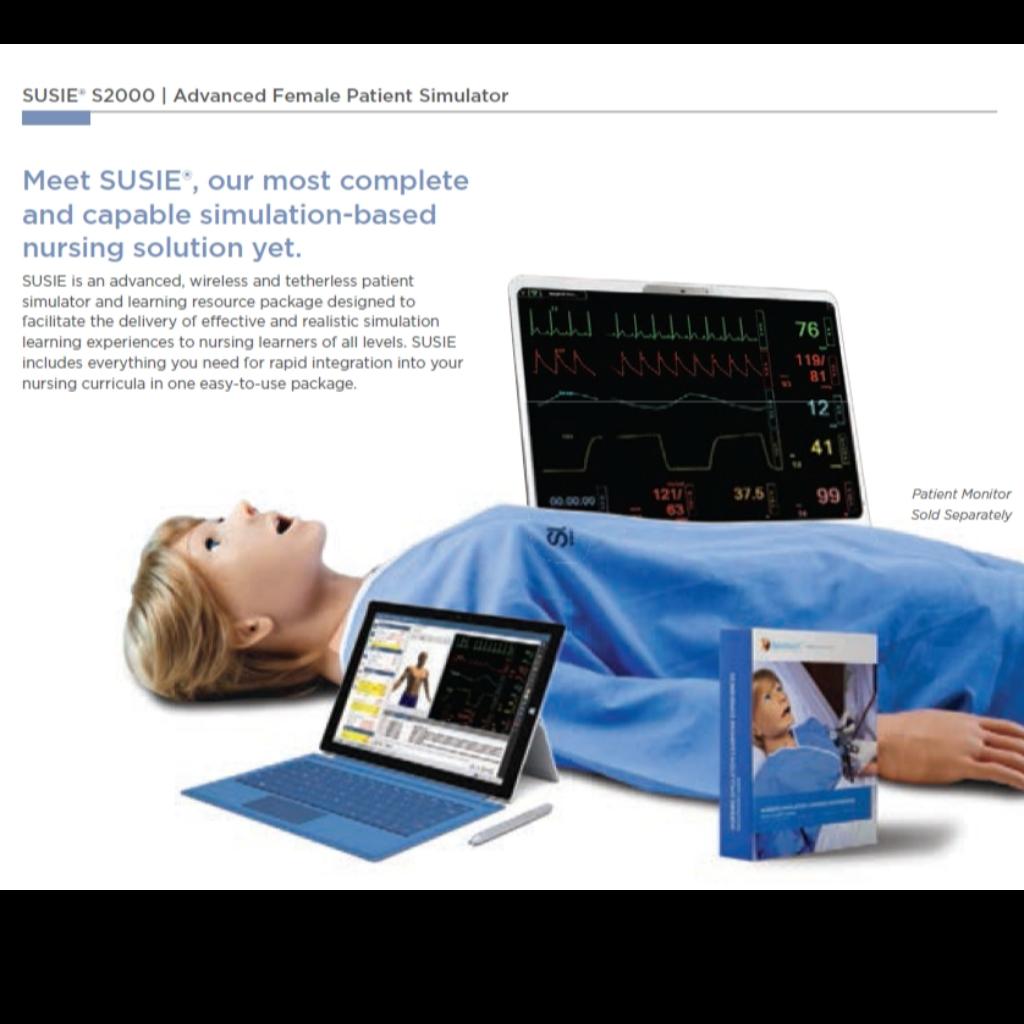 SUSIE® S2000 | Advanced Female Patient Simulator
Meet SUSIE®, our most complete
and capable simulation-based
nursing solution yet.
SUSIE is an advanced, wireless and tetherless patient
simulator and learning resource package designed to
facilitate the delivery of effective and realistic simulation
learning experiences to nursing learners of all levels. SUSIE
includes everything you need for rapid integration into your
nursing curricula in one easy-to-use package.
76
119/
81
12
41
00:00:00
121/
63
37.5
99
Patient Monitor
Sold Separately